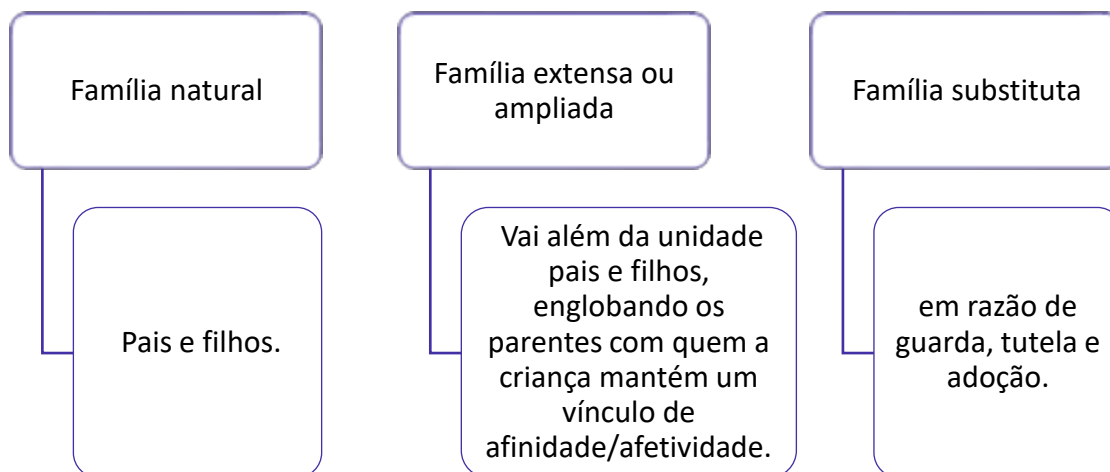 Família natural
Pais e filhos.
Família extensa ou
ampliada
Vai além da unidade
pais e filhos,
englobando os
parentes com quem a
criança mantém um
vínculo de
afinidade/afetividade.
Família substituta
em razão de
guarda, tutela e
adoção.